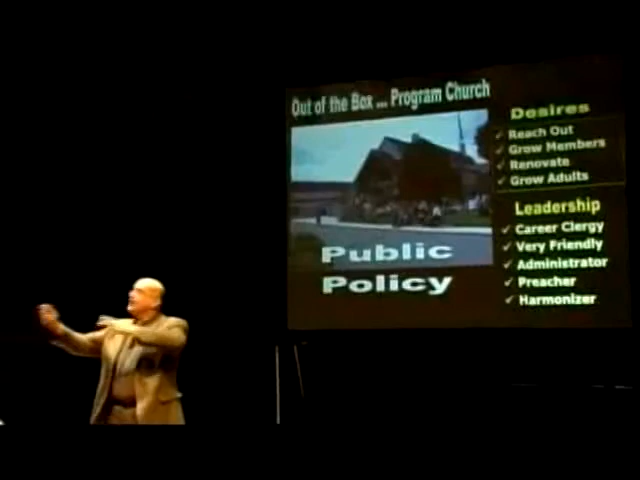 Out of the Box ... Program Church
Desires
✓ Reach Out
✓ Grow Members
✓ Renovate
✓ Grow Adults
Public
Policy
Leadership
✓ Career Clergy
✓ Very Friendly
✓ Administrator
✓ Preacher
✓ Harmonizer